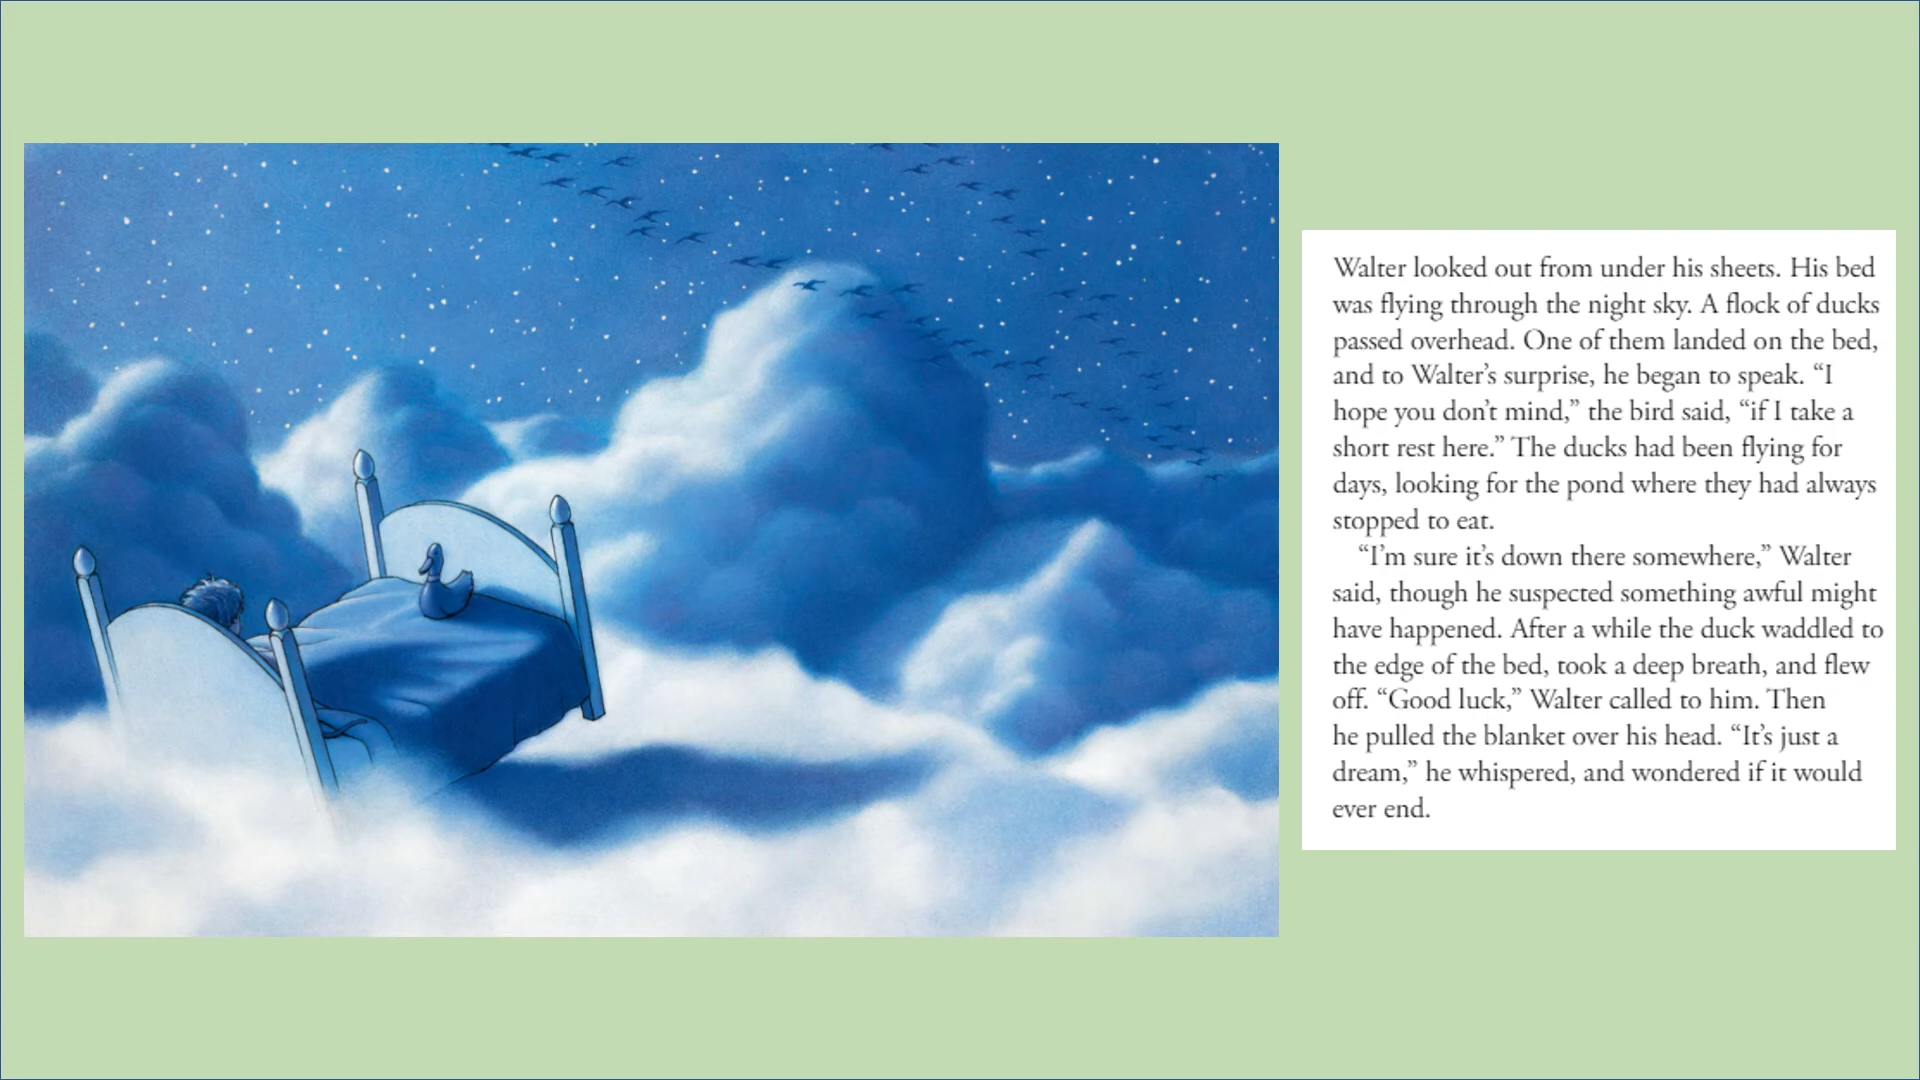 Walter looked out from under his sheets. His bed
was flying through the night sky. A flock of ducks
passed overhead. One of them landed on the bed,
and to Walter’s surprise, he began to speak. “I
hope you don’t mind,” the bird said, “if I take a
short rest here.” The ducks had been flying for
days, looking for the pond where they had always
stopped to eat.
“I’m sure it’s down there somewhere,” Walter
said, though he suspected something awful might
have happened. After a while the duck waddled to
the edge of the bed, took a deep breath, and flew
off. “Good luck,” Walter called to him. Then
he pulled the blanket over his head. “It’s just a
dream,” he whispered, and wondered if it would
ever end.